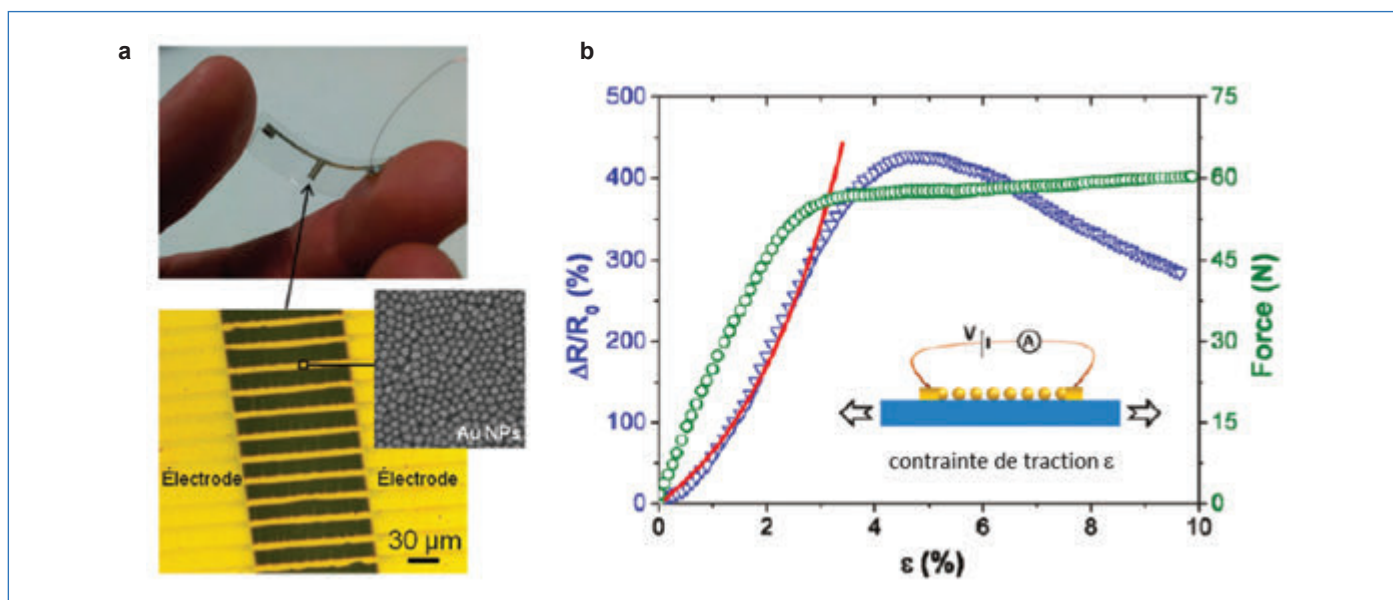 a
Au NPs
Électrode
Électrode
30 µm
b
500
400
300
200
100
0
ΔR/R₀ (%)
75
60
45
30
15
0
Force (N)
V
A
contrainte de traction ε
0
2
4
6
8
10
ε (%)